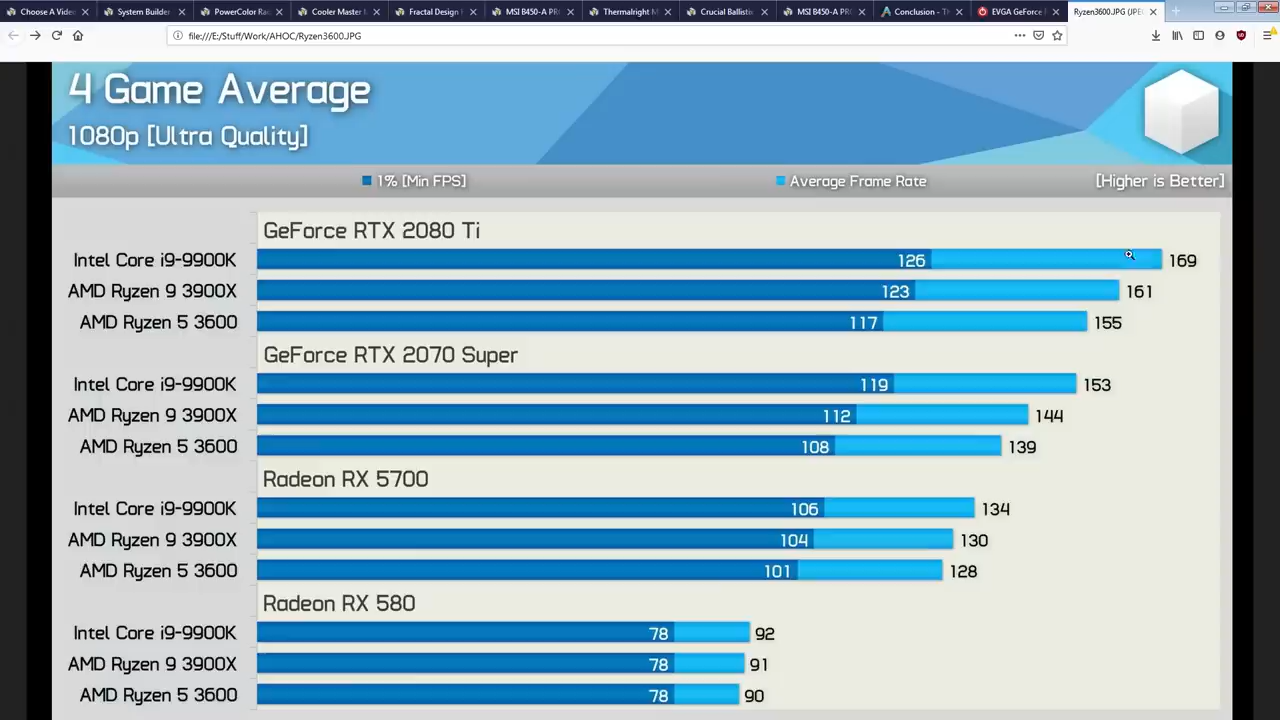 Choose A Vide
System Builder
PowerColor Ra
Cooler Master
Fractal Design
MSI B450-A PR
Thermalright M
Crucial Ballisti
MSI B450-A PR
Conclusion - Th
EVGA GeForce
Ryzen3600.JPG (JPE
file:///E:/Stuff/Work/AHOC/Ryzen3600.JPG
4 Game Average
1080p [Ultra Quality]
1% [Min FPS]
Average Frame Rate
[Higher is Better]
GeForce RTX 2080 Ti
Intel Core i9-9900K 126 169
AMD Ryzen 9 3900X 123 161
AMD Ryzen 5 3600 117 155
GeForce RTX 2070 Super
Intel Core i9-9900K 119 153
AMD Ryzen 9 3900X 112 144
AMD Ryzen 5 3600 108 139
Radeon RX 5700
Intel Core i9-9900K 106 134
AMD Ryzen 9 3900X 104 130
AMD Ryzen 5 3600 101 128
Radeon RX 580
Intel Core i9-9900K 78 92
AMD Ryzen 9 3900X 78 91
AMD Ryzen 5 3600 78 90